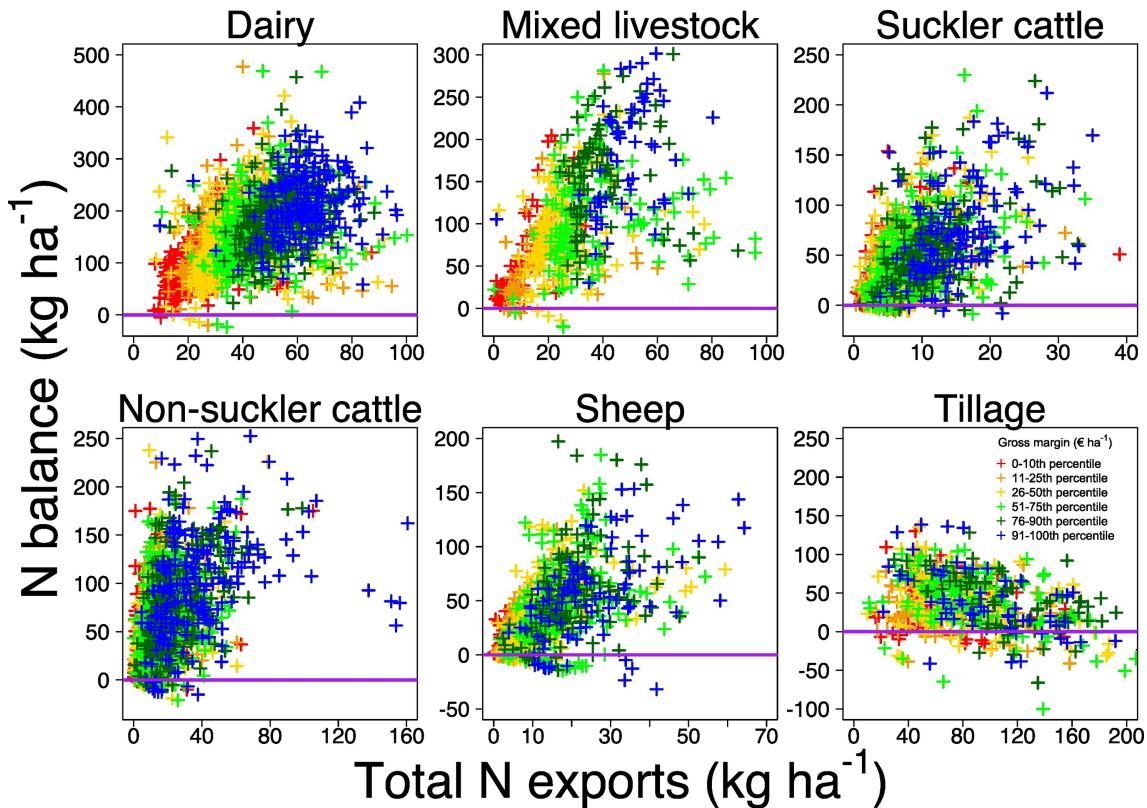 Dairy
Mixed livestock
Suckler cattle
500
400
300
200
100
0
0 20 40 60 80 100
300
250
200
150
100
50
0
0 20 40 60 80 100
250
200
150
100
50
0
0 10 20 30 40
N balance (kg ha-1)
Non-suckler cattle
Sheep
Tillage
250
200
150
100
50
0
0 40 80 120 160
200
150
100
50
0
-50
0 10 20 30 50 70
200
150
100
50
0
-50
-100
0 40 80 120 160 200
Gross margin (€ ha-1)
0-10th percentile
11-25th percentile
26-50th percentile
51-75th percentile
76-90th percentile
91-100th percentile
Total N exports (kg ha-1)